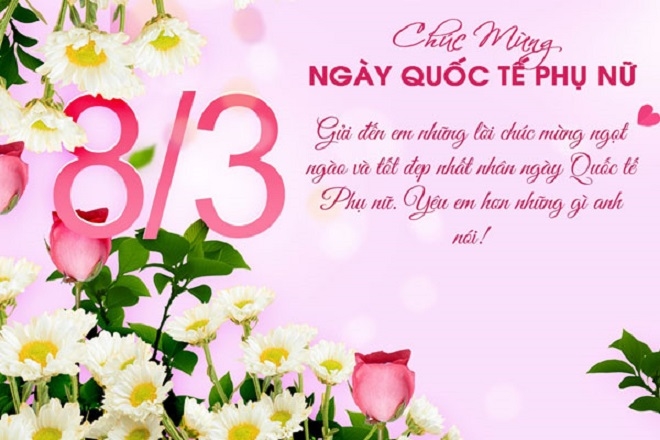 Chúc Mừng
NGÀY QUỐC TẾ PHỤ NỮ
8/3
Gửi đến em những lời chúc mừng ngọt
ngào và tốt đẹp nhất nhân ngày Quốc tế
Phụ nữ. Yêu em hơn những gì anh
nói!